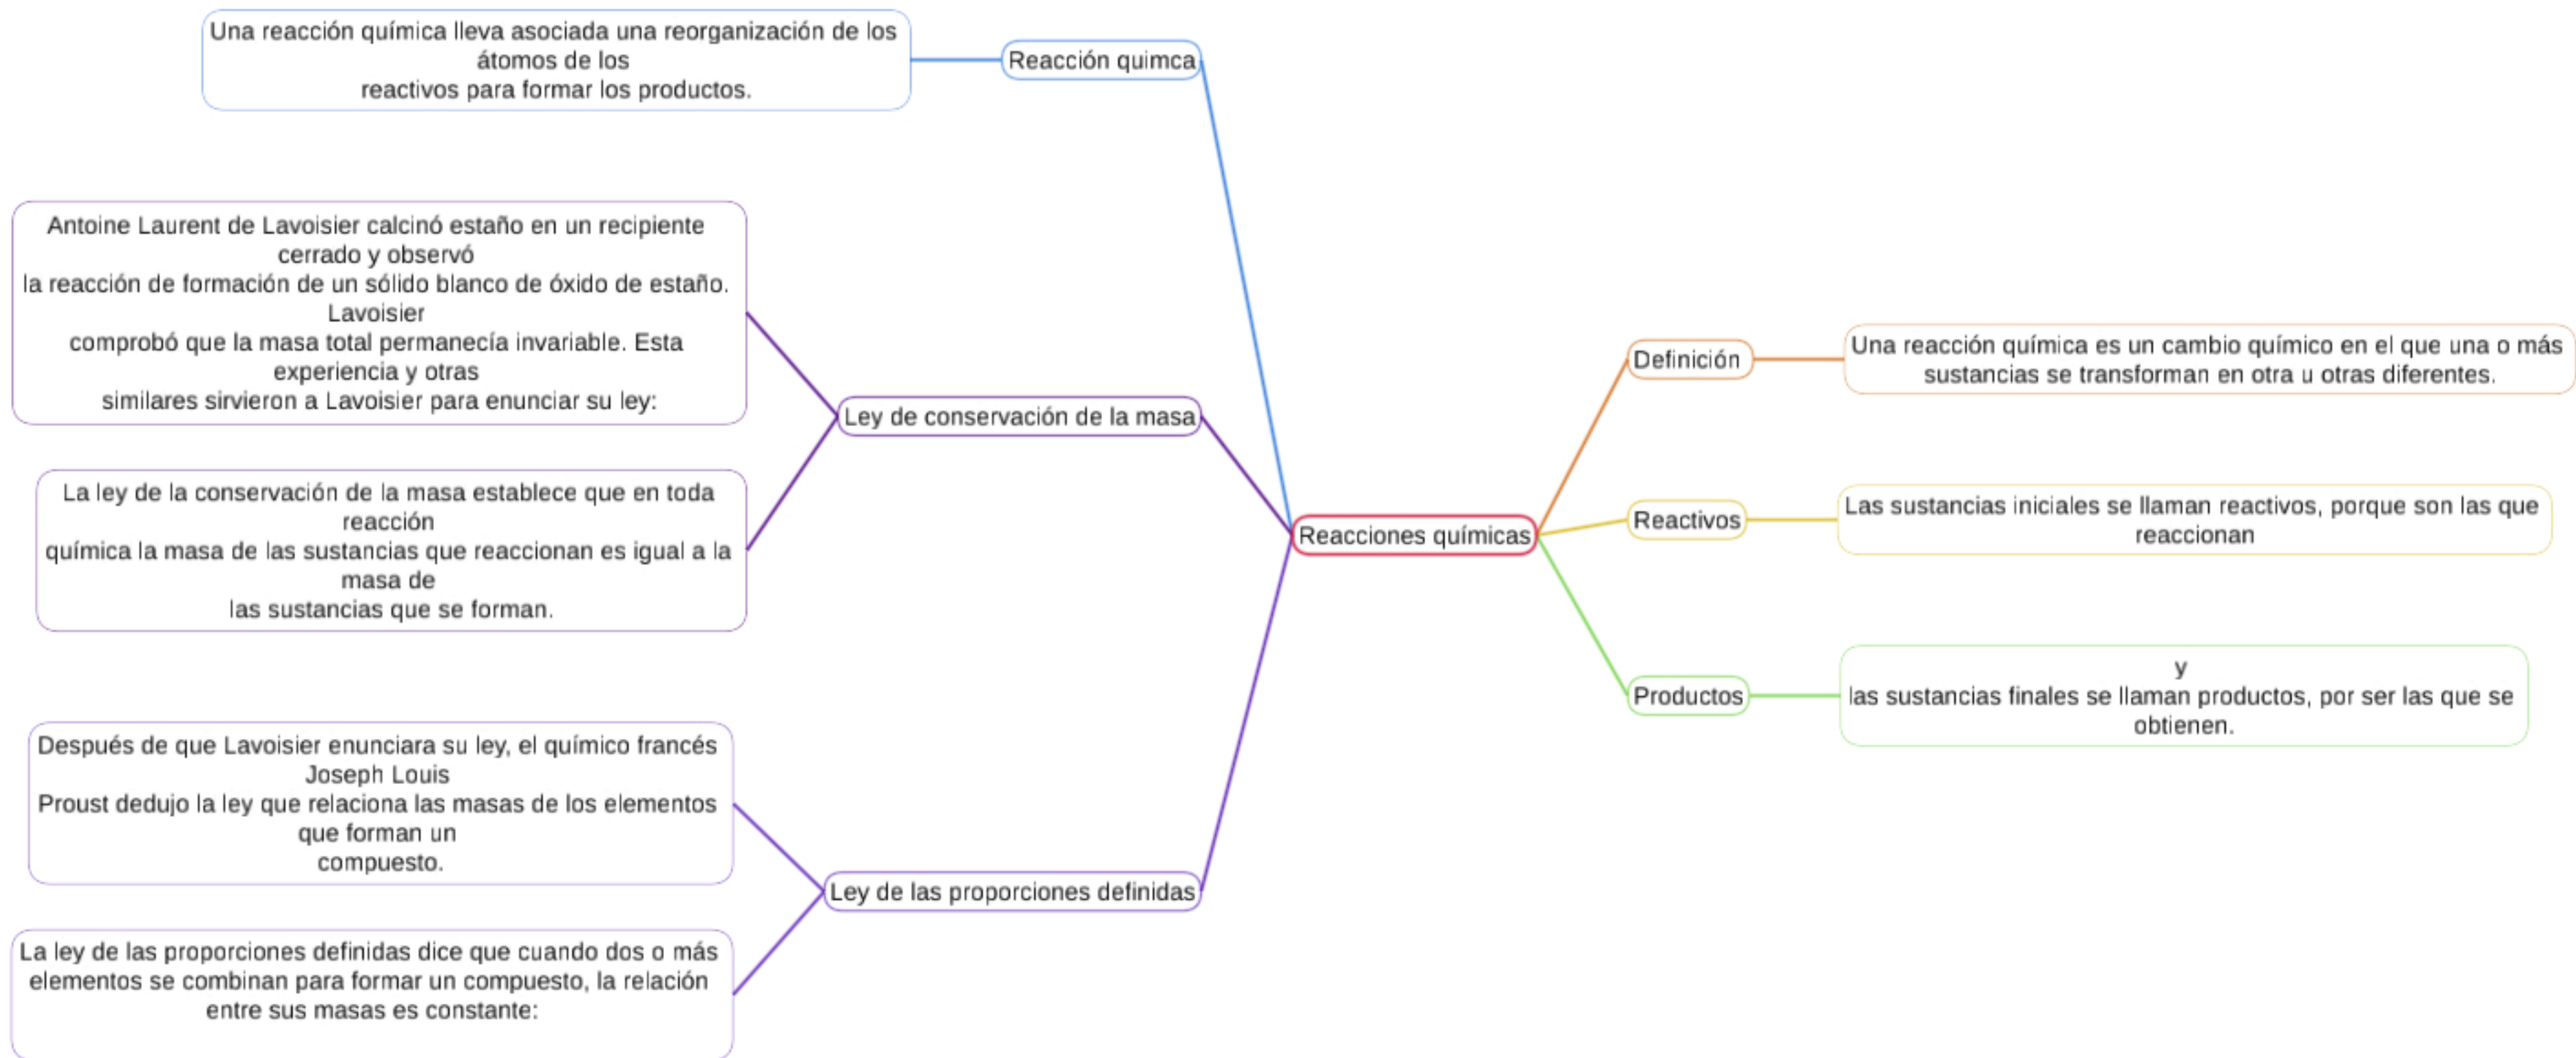 Una reacción química lleva asociada una reorganización de los
átomos de los
reactivos para formar los productos.
Reacción quimca
Antoine Laurent de Lavoisier calcinó estaño en un recipiente
cerrado y observó
la reacción de formación de un sólido blanco de óxido de estaño.
Lavoisier
comprobó que la masa total permanecía invariable. Esta
experiencia y otras
similares sirvieron a Lavoisier para enunciar su ley:
Ley de conservación de la masa
La ley de la conservación de la masa establece que en toda
reacción
química la masa de las sustancias que reaccionan es igual a la
masa de
las sustancias que se forman.
Después de que Lavoisier enunciara su ley, el químico francés
Joseph Louis
Proust dedujo la ley que relaciona las masas de los elementos
que forman un
compuesto.
Ley de las proporciones definidas
La ley de las proporciones definidas dice que cuando dos o más
elementos se combinan para formar un compuesto, la relación
entre sus masas es constante:
Reacciones químicas
Definición
Una reacción química es un cambio químico en el que una o más
sustancias se transforman en otra u otras diferentes.
Reactivos
Las sustancias iniciales se llaman reactivos, porque son las que
reaccionan
Productos
y
las sustancias finales se llaman productos, por ser las que se
obtienen.